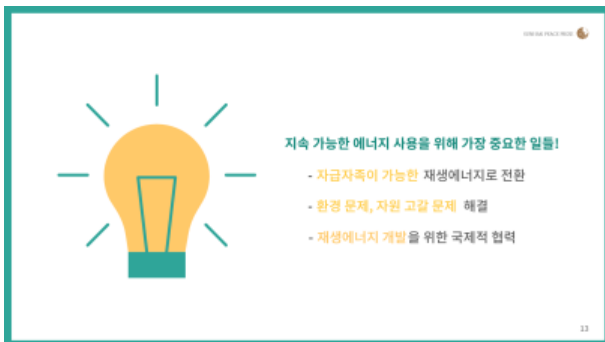 지속 가능한 에너지 사용을 위해 가장 중요한 일들!
- 자급자족이 가능한 재생에너지로 전환
- 환경 문제, 자원 고갈 문제 해결
- 재생에너지 개발을 위한 국제적 협력
13